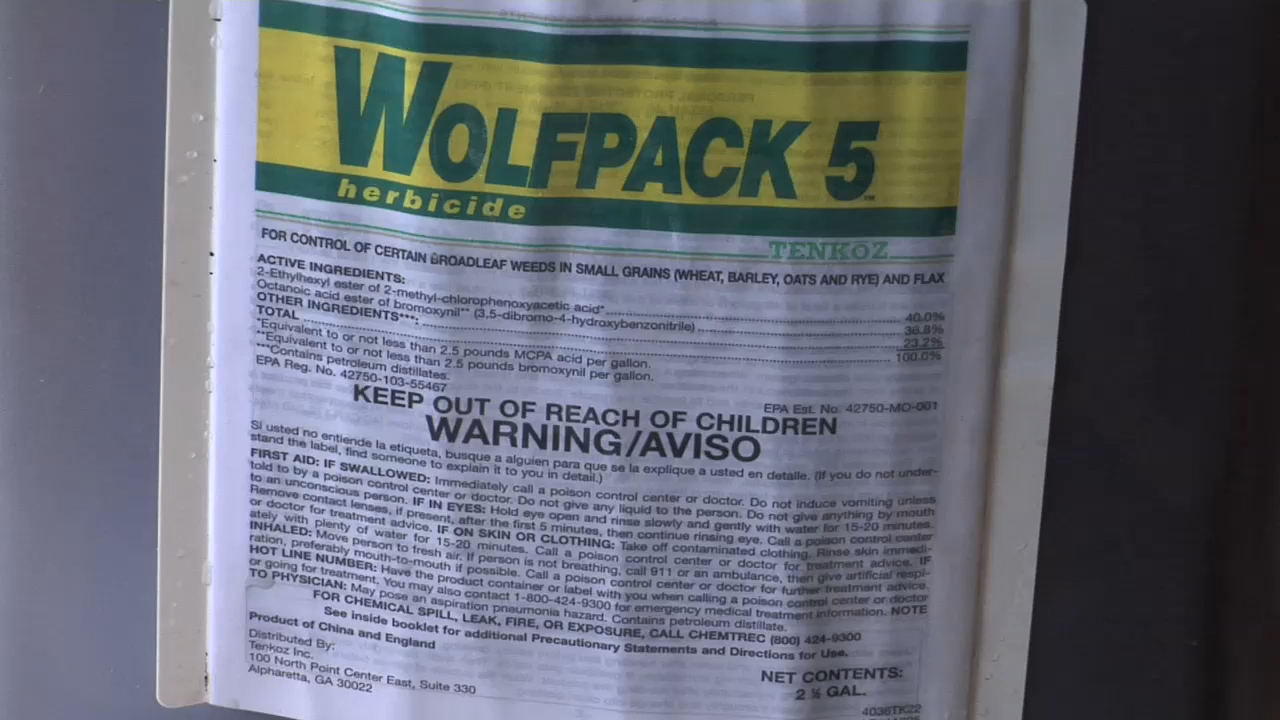 WOLFPACK 5™
herbicide
TENKŌZ
FOR CONTROL OF CERTAIN BROADLEAF WEEDS IN SMALL GRAINS (WHEAT, BARLEY, OATS AND RYE) AND FLAX
ACTIVE INGREDIENTS:
2-Ethylhexyl ester of 2-methyl-chlorophenoxyacetic acid* 40.0%
Octanoic acid ester of bromoxynil** (3,5-dibromo-4-hydroxybenzonitrile) 36.8%
OTHER INGREDIENTS***: 23.2%
TOTAL 100.0%
*Equivalent to or not less than 2.5 pounds MCPA acid per gallon.
**Equivalent to or not less than 2.5 pounds bromoxynil per gallon.
***Contains petroleum distillates.
EPA Reg. No. 42750-103-55467 EPA Est. No. 42750-MO-001
KEEP OUT OF REACH OF CHILDREN
WARNING/AVISO
Si usted no entiende la etiqueta, busque a alguien para que se la explique a usted en detalle. (If you do not under-
stand the label, find someone to explain it to you in detail.)
FIRST AID: IF SWALLOWED: Immediately call a poison control center or doctor. Do not induce vomiting unless
told to by a poison control center or doctor. Do not give any liquid to the person. Do not give anything by mouth
to an unconscious person. IF IN EYES: Hold eye open and rinse slowly and gently with water for 15-20 minutes.
Remove contact lenses, if present, after the first 5 minutes, then continue rinsing eye. Call a poison control center
or doctor for treatment advice. IF ON SKIN OR CLOTHING: Take off contaminated clothing. Rinse skin immedi-
ately with plenty of water for 15-20 minutes. Call a poison control center or doctor for treatment advice. IF
INHALED: Move person to fresh air. If person is not breathing, call 911 or an ambulance, then give artificial respi-
ration, preferably mouth-to-mouth if possible. Call a poison control center or doctor for further treatment advice.
HOT LINE NUMBER: Have the product container or label with you when calling a poison control center or doctor
or going for treatment. You may also contact 1-800-424-9300 for emergency medical treatment information. NOTE
TO PHYSICIAN: May pose an aspiration pneumonia hazard. Contains petroleum distillate.
FOR CHEMICAL SPILL, LEAK, FIRE, OR EXPOSURE, CALL CHEMTREC (800) 424-9300
See inside booklet for additional Precautionary Statements and Directions for Use.
Product of China and England
Distributed By:
Tenkoz Inc.
100 North Point Center East, Suite 330
Alpharetta, GA 30022
NET CONTENTS:
2 ½ GAL.
4036TK22